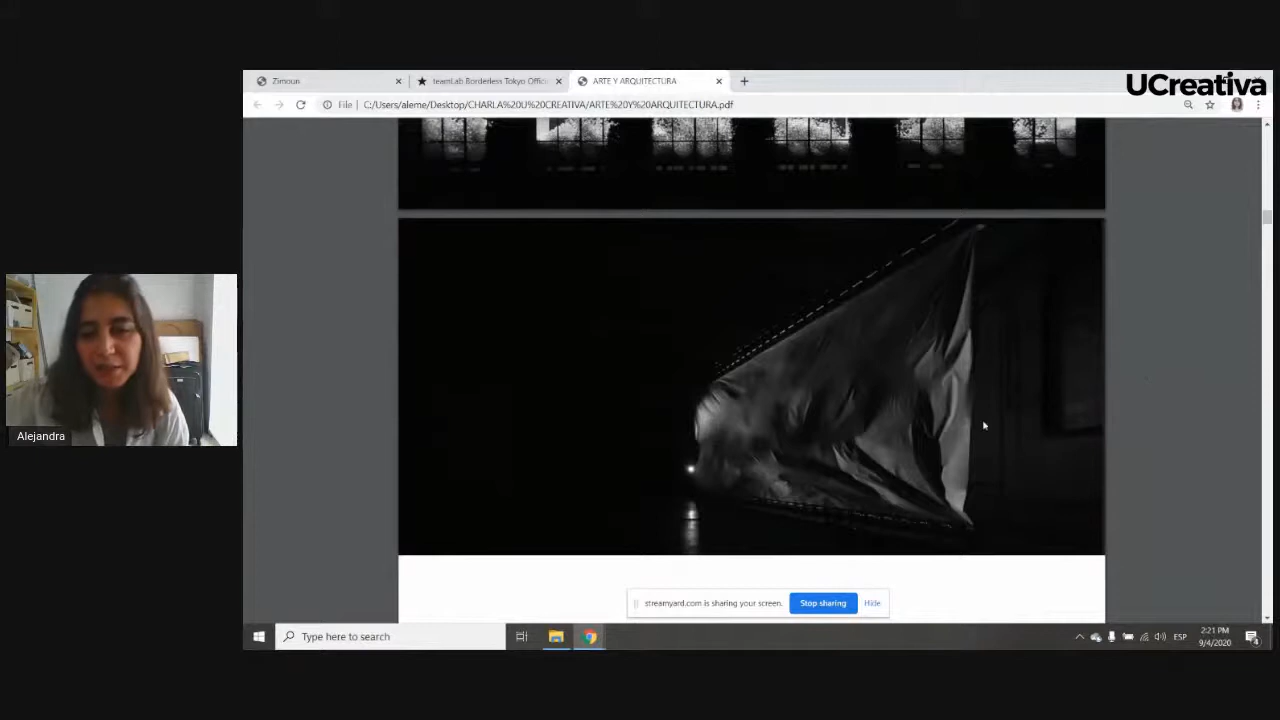 UCreativa
Zimoun
teamLab Borderless Tokyo Offici
ARTE Y ARQUITECTURA
File | C:/Users/aleme/Desktop/CHARLA%20U%20CREATIVA/ARTE%20Y%20ARQUITECTURA.pdf
Alejandra
streamyard.com is sharing your screen.
Stop sharing
Hide
Type here to search
ESP
2:21 PM
9/4/2020